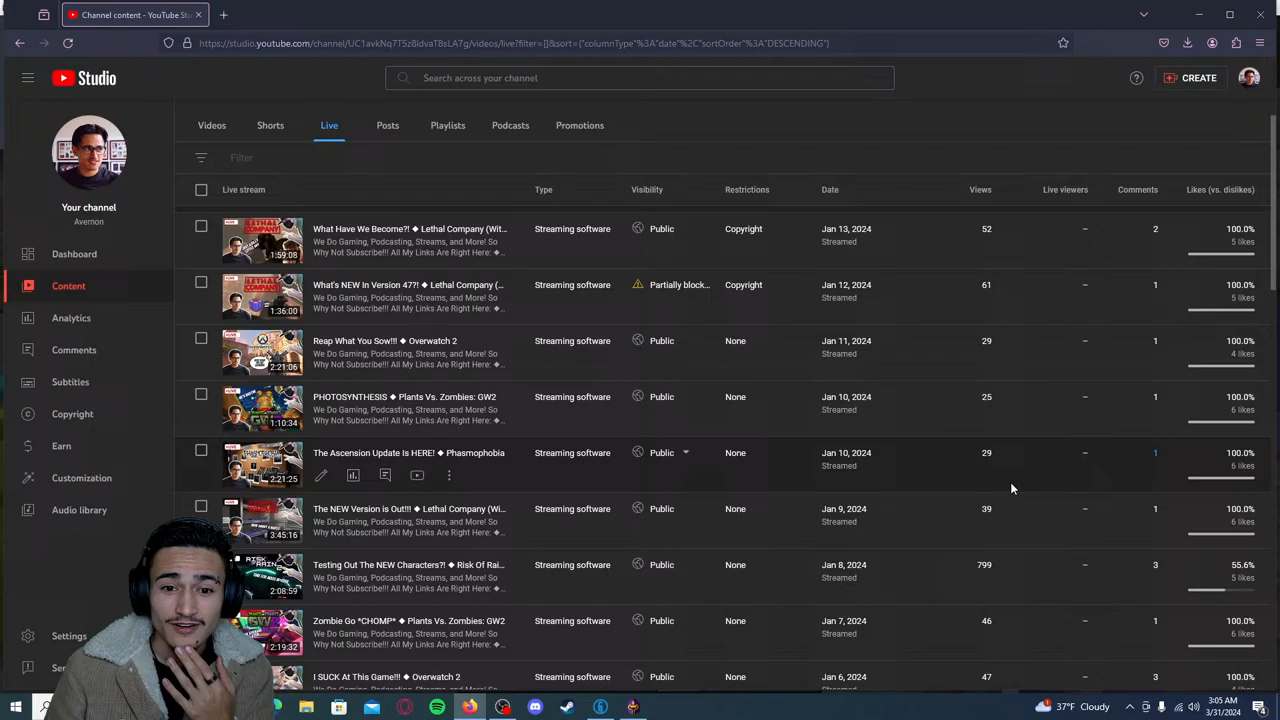 Channel content - YouTube Stu
https://studio.youtube.com/channel/UC1avkNq7TSz8ldvaT8sLA7g/videos/live?filter=[]&sort={"columnType"%3A"date"%2C"sortOrder"%3A"DESCENDING"}
Studio
Search across your channel
CREATE
Videos Shorts Live Posts Playlists Podcasts Promotions
Filter
Live stream Type Visibility Restrictions Date Views Live viewers Comments Likes (vs. dislikes)
Your channel
Avernon
Dashboard
Content
Analytics
Comments
Subtitles
Copyright
Earn
Customization
Audio library
Settings
What Have We Become?! ◆ Lethal Company (Wit... Streaming software Public Copyright Jan 13, 2024 52 – 2 100.0%
We Do Gaming, Podcasting, Streams, and More! So Streamed 5 likes
Why Not Subscribe!! All My Links Are Right Here: ◆...
LETHAL COMPANY
1:59:08
What's NEW In Version 47?! ◆ Lethal Company (... Streaming software Partially block... Copyright Jan 12, 2024 61 – 1 100.0%
We Do Gaming, Podcasting, Streams, and More! So Streamed 5 likes
Why Not Subscribe!! All My Links Are Right Here: ◆...
LETHAL COMPANY
1:36:00
Reap What You Sow!!! ◆ Overwatch 2 Streaming software Public None Jan 11, 2024 29 – 1 100.0%
We Do Gaming, Podcasting, Streams, and More! So Streamed 4 likes
Why Not Subscribe!! All My Links Are Right Here: ◆...
2:21:06
PHOTOSYNTHESIS ◆ Plants Vs. Zombies: GW2 Streaming software Public None Jan 10, 2024 25 – 1 100.0%
We Do Gaming, Podcasting, Streams, and More! So Streamed 6 likes
Why Not Subscribe!! All My Links Are Right Here: ◆...
1:10:34
The Ascension Update Is HERE! ◆ Phasmophobia Streaming software Public None Jan 10, 2024 29 – 1 100.0%
Streamed 6 likes
2:21:25
The NEW Version is Out!!! ◆ Lethal Company (Wi... Streaming software Public None Jan 9, 2024 39 – 1 100.0%
We Do Gaming, Podcasting, Streams, and More! So Streamed 6 likes
Why Not Subscribe!! All My Links Are Right Here: ◆...
3:45:16
Testing Out The NEW Characters?! ◆ Risk Of Rai... Streaming software Public None Jan 8, 2024 799 – 3 55.6%
We Do Gaming, Podcasting, Streams, and More! So Streamed 5 likes
Why Not Subscribe!! All My Links Are Right Here: ◆...
2:08:59
Zombie Go *CHOMP* ◆ Plants Vs. Zombies: GW2 Streaming software Public None Jan 7, 2024 46 – 1 100.0%
We Do Gaming, Podcasting, Streams, and More! So Streamed 6 likes
Why Not Subscribe!! All My Links Are Right Here: ◆...
2:19:32
I SUCK At This Game!!! ◆ Overwatch 2 Streaming software Public None Jan 6, 2024 47 – 3 100.0%
37°F Cloudy
3:05 AM
3/31/2024